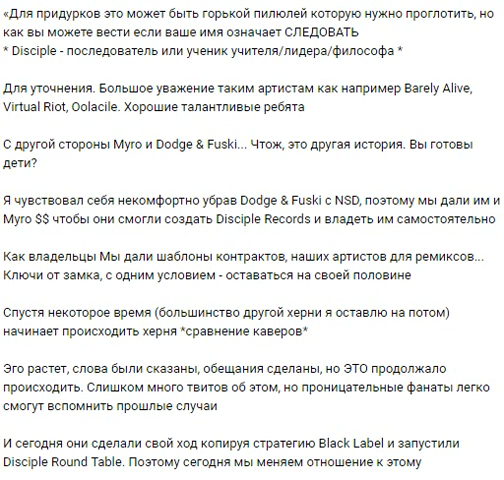 «Для придурков это может быть горькой пилюлей которую нужно проглотить, но
как вы можете вести если ваше имя означает СЛЕДОВАТЬ
* Disciple - последователь или ученик учителя/лидера/философа *
Для уточнения. Большое уважение таким артистам как например Barely Alive,
Virtual Riot, Oolacile. Хорошие талантливые ребята
С другой стороны Myro и Dodge & Fuski... Чтож, это другая история. Вы готовы
дети?
Я чувствовал себя некомфортно убрав Dodge & Fuski с NSD, поэтому мы дали им и
Myro $$ чтобы они смогли создать Disciple Records и владеть им самостоятельно
Как владельцы Мы дали шаблоны контрактов, наших артистов для ремиксов...
Ключи от замка, с одним условием - оставаться на своей половине
Спустя некоторое время (большинство другой херни я оставлю на потом)
начинает происходить херня *сравнение каверов*
Эго растет, слова были сказаны, обещания сделаны, но ЭТО продолжало
происходить. Слишком много твитов об этом, но проницательные фанаты легко
смогут вспомнить прошлые случаи
И сегодня они сделали свой ход копируя стратегию Black Label и запустили
Disciple Round Table. Поэтому сегодня мы меняем отношение к этому